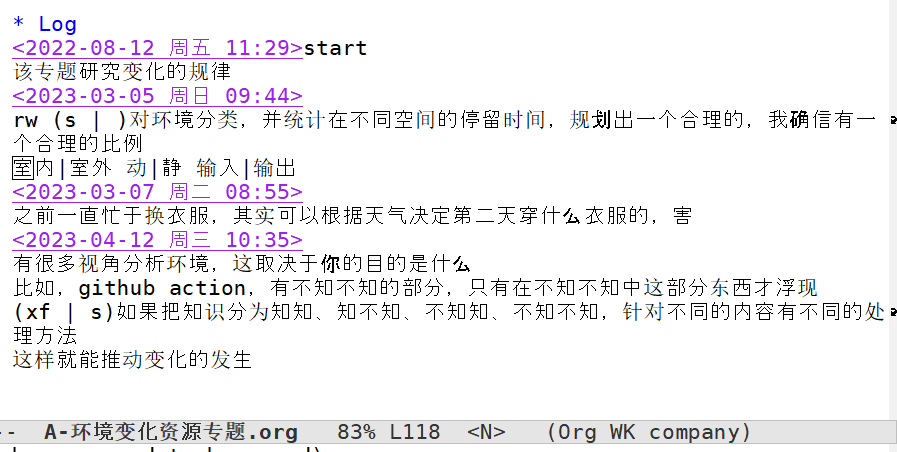 * Log
<2022-08-12 周五 11:29>start
该专题研究变化的规律
<2023-03-05 周日 09:44>
rw (s | )对环境分类，并统计在不同空间的停留时间，规划出一个合理的，我确信有一
个合理的比例
室内|室外 动|静 输入|输出
<2023-03-07 周二 08:55>
之前一直忙于换衣服，其实可以根据天气决定第二天穿什么衣服的，害
<2023-04-12 周三 10:35>
有很多视角分析环境，这取决于你的目的是什么
比如，github action，有不知不知的部分，只有在不知不知中这部分东西才浮现
(xf | s)如果把知识分为知知、知不知、不知知、不知不知，针对不同的内容有不同的处
理方法
这样就能推动变化的发生
-- A-环境变化资源专题.org 83% L118 <N> (Org WK company)